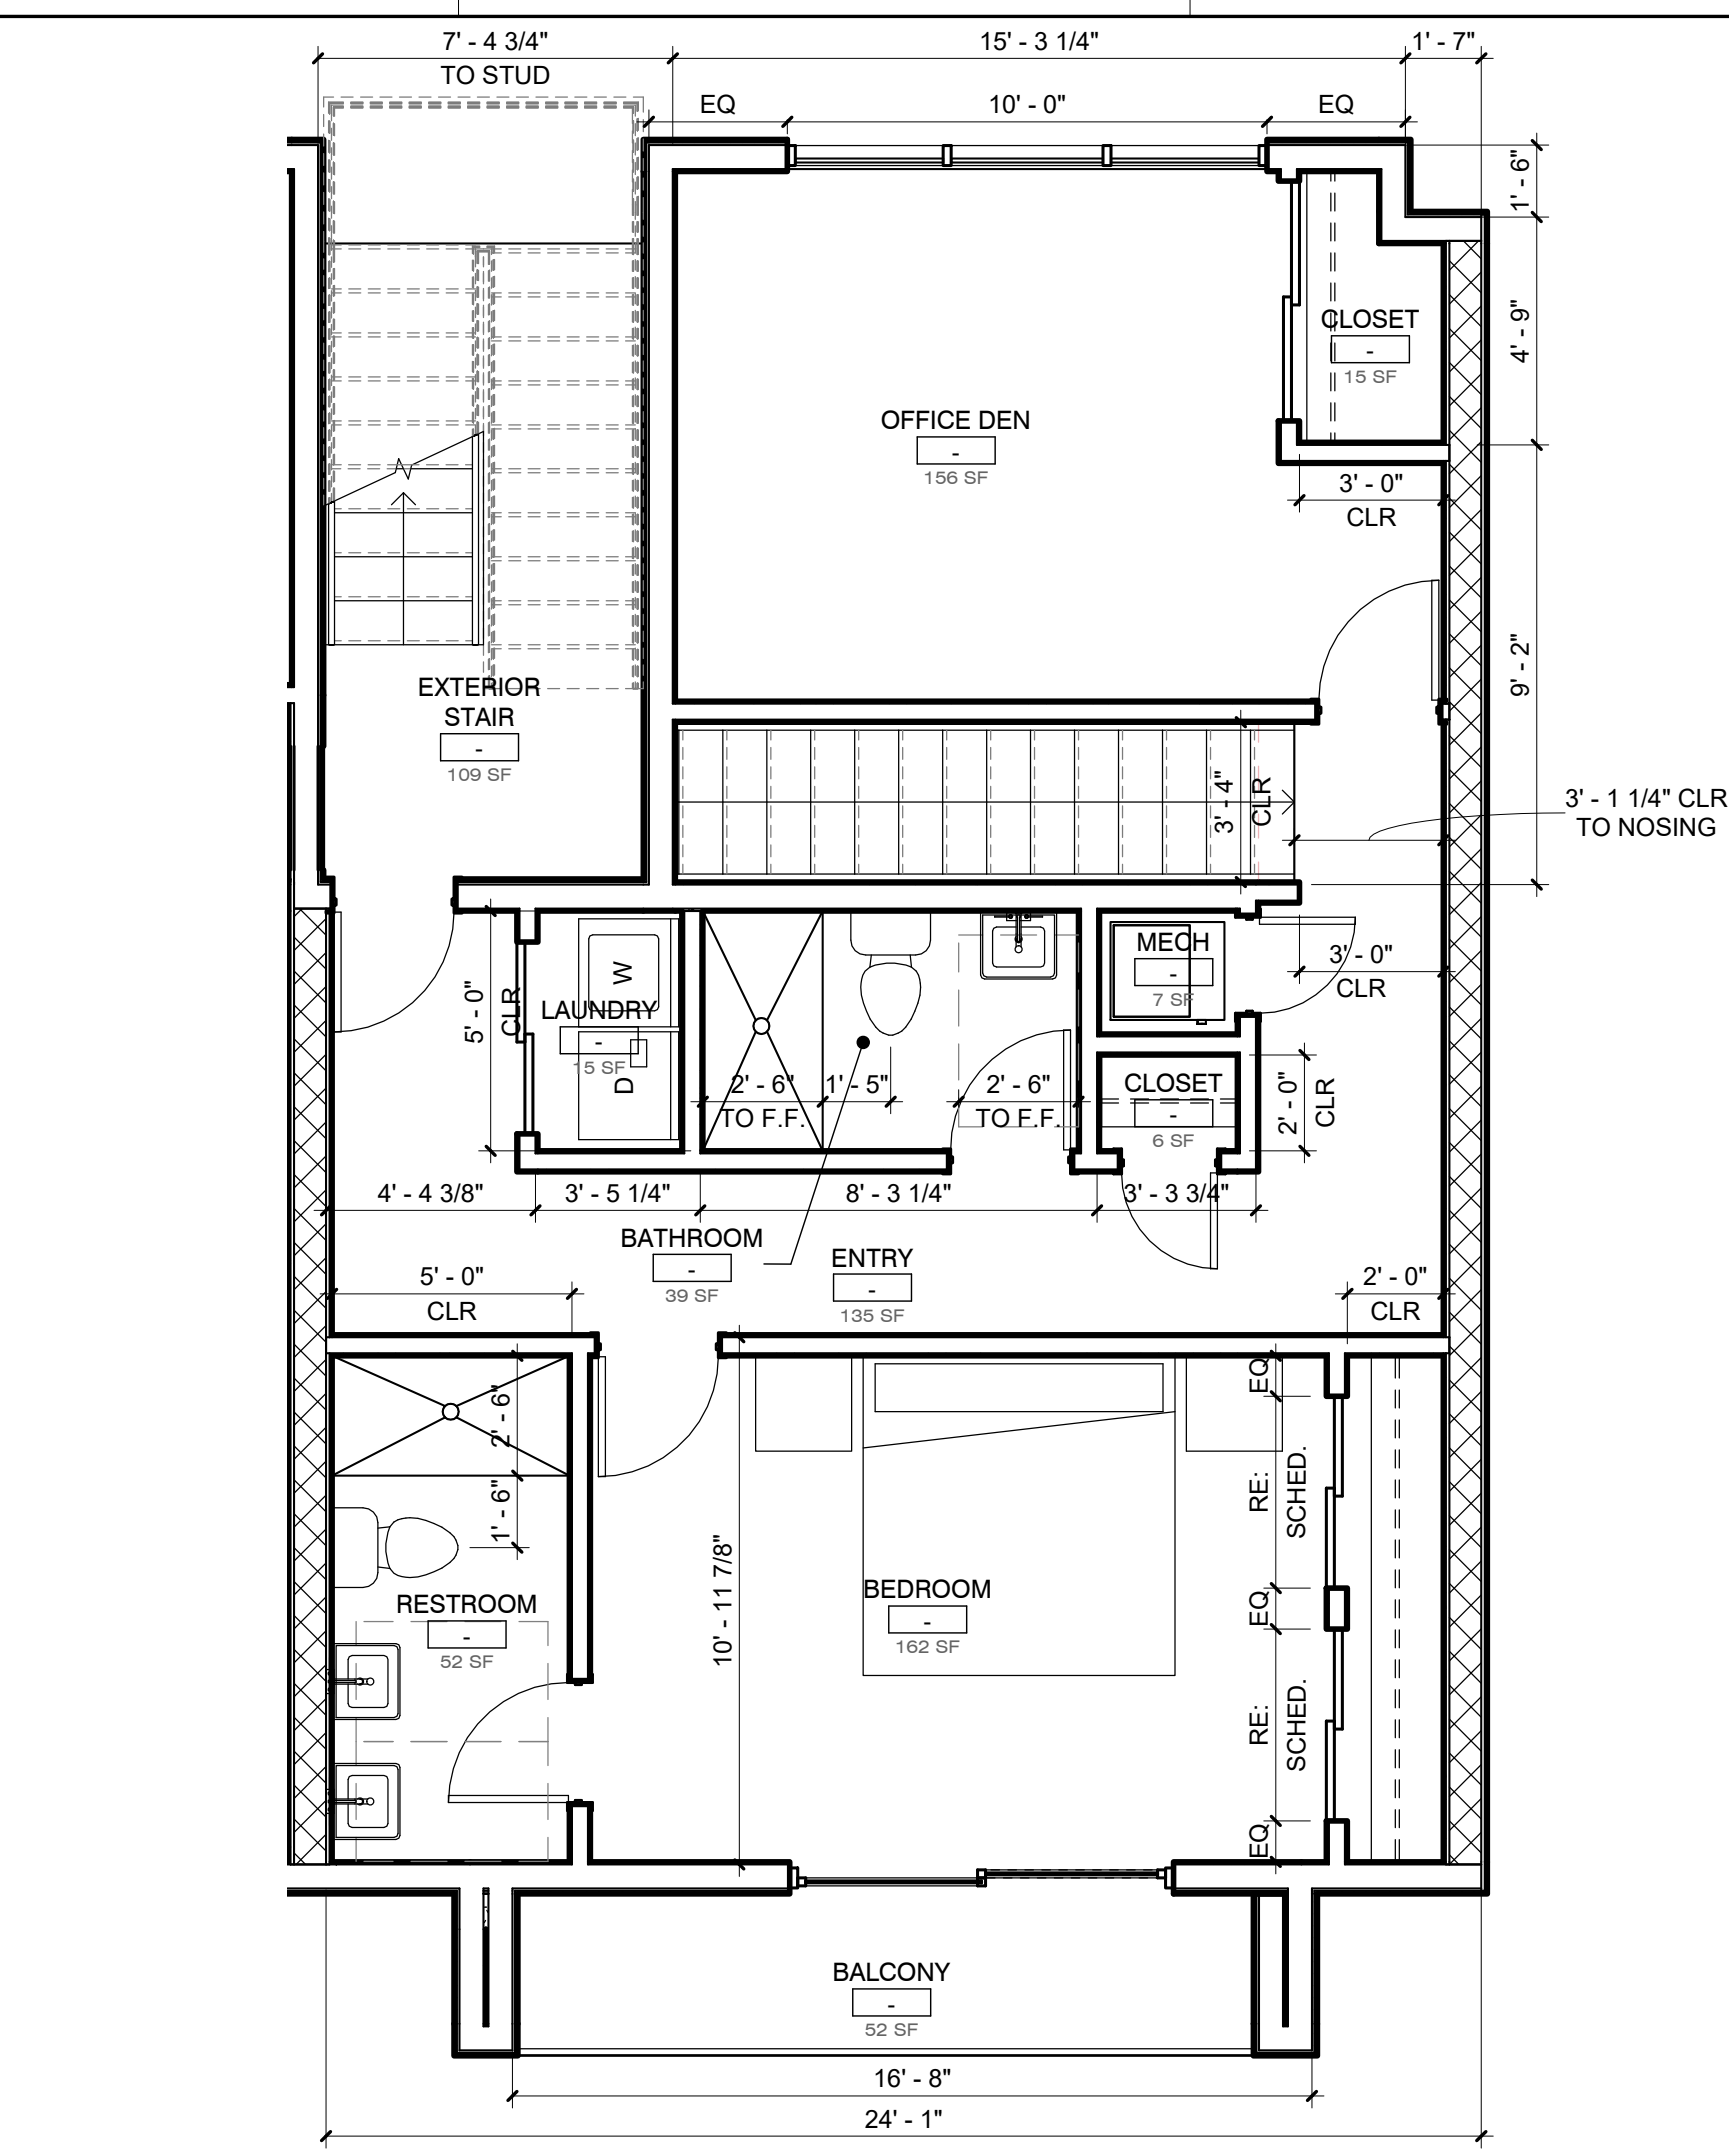 7' - 4 3/4"
TO STUD
15' - 3 1/4"
1' - 7"
EQ
10' - 0"
EQ
1' - 6"
4' - 9"
CLOSET
-
15 SF
OFFICE DEN
-
156 SF
3' - 0"
CLR
9' - 2"
EXTERIOR
STAIR
-
109 SF
3' - 4"
CLR
3' - 1 1/4" CLR
TO NOSING
MECH
-
7 SF
3' - 0"
CLR
W
5' - 0"
CLR
LAUNDRY
-
15 SF
D
2' - 6"
TO F.F.
1' - 5"
2' - 6"
TO F.F.
CLOSET
-
6 SF
2' - 0"
CLR
4' - 4 3/8"
3' - 5 1/4"
8' - 3 1/4"
3' - 3 3/4"
BATHROOM
-
39 SF
ENTRY
-
135 SF
5' - 0"
CLR
2' - 0"
CLR
EQ
2' - 6"
RE:
SCHED.
1' - 6"
10' - 11 7/8"
BEDROOM
-
162 SF
RESTROOM
-
52 SF
EQ
RE:
SCHED.
EQ
BALCONY
-
52 SF
16' - 8"
24' - 1"